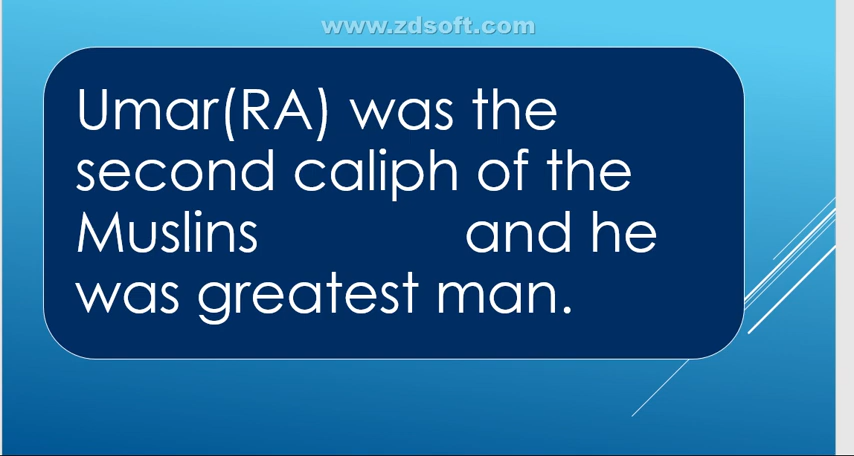 www.zdsoft.com
Umar(RA) was the
second caliph of the
Muslins and he
was greatest man.